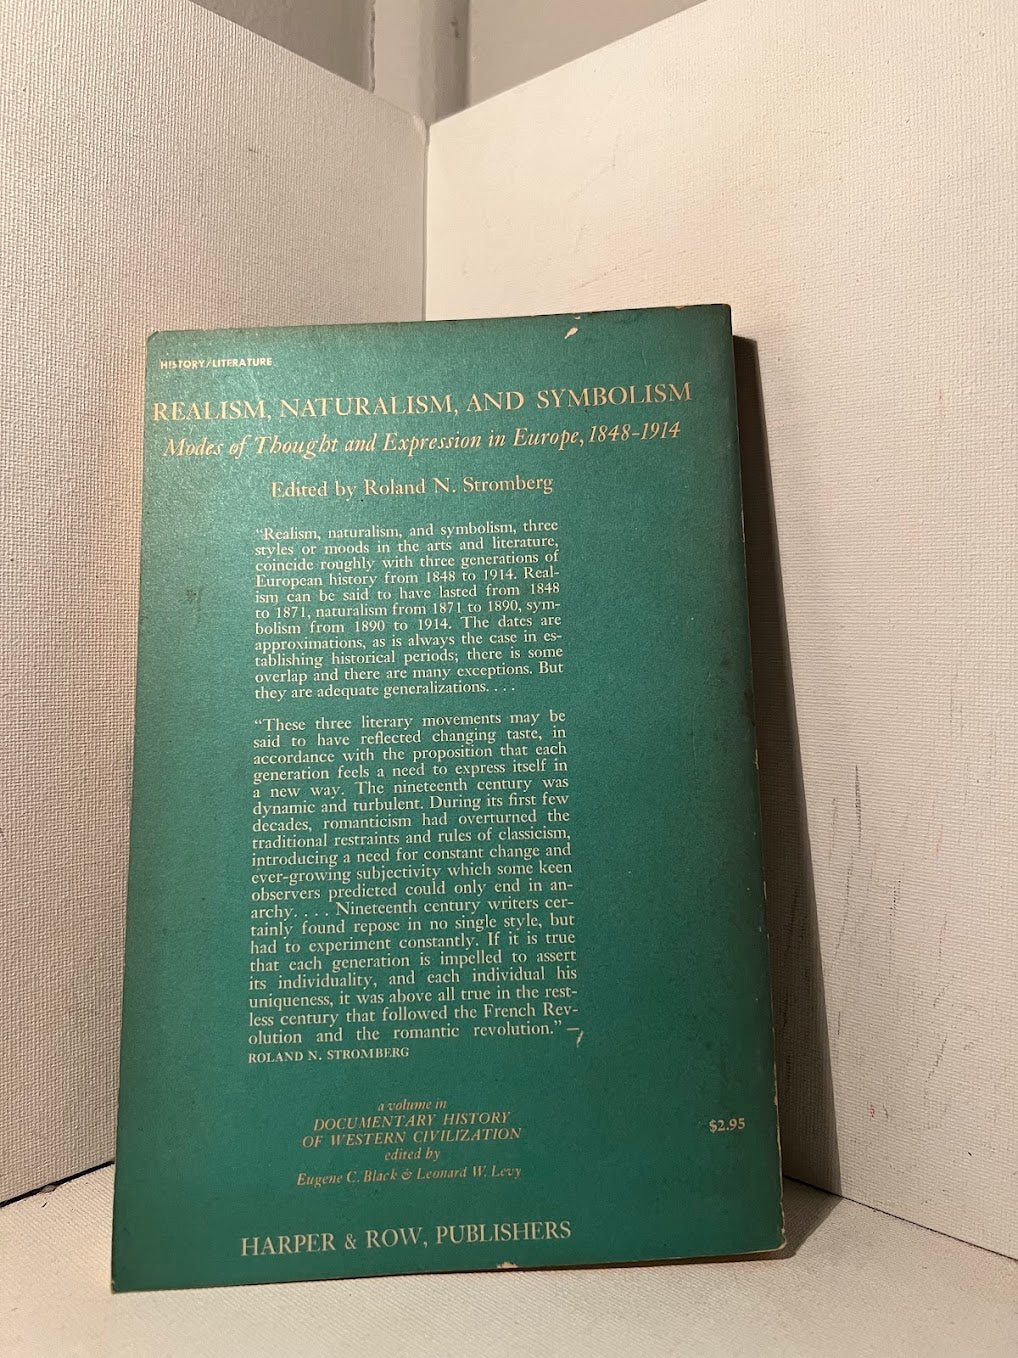 HISTORY/LITERATURE
REALISM, NATURALISM, AND SYMBOLISM
Modes of Thought and Expression in Europe, 1848-1914
Edited by Roland N. Stromberg
“Realism, naturalism, and symbolism, three
styles or moods in the arts and literature,
coincide roughly with three generations of
European history from 1848 to 1914. Real-
ism can be said to have lasted from 1848
to 1871, naturalism from 1871 to 1890, sym-
bolism from 1890 to 1914. The dates are
approximations, as is always the case in es-
tablishing historical periods; there is some
overlap and there are many exceptions. But
they are adequate generalizations. . . .
“These three literary movements may be
said to have reflected changing taste, in
accordance with the proposition that each
generation feels a need to express itself in
a new way. The nineteenth century was
dynamic and turbulent. During its first few
decades, romanticism had overturned the
traditional restraints and rules of classicism,
introducing a need for constant change and
ever-growing subjectivity which some keen
observers predicted could only end in an-
archy. . . . Nineteenth century writers cer-
tainly found repose in no single style, but
had to experiment constantly. If it is true
that each generation is impelled to assert
its individuality, and each individual his
uniqueness, it was above all true in the rest-
less century that followed the French Rev-
olution and the romantic revolution.” —
ROLAND N. STROMBERG
a volume in
DOCUMENTARY HISTORY
OF WESTERN CIVILIZATION
edited by
Eugene C. Black & Leonard W. Levy
$2.95
HARPER & ROW, PUBLISHERS